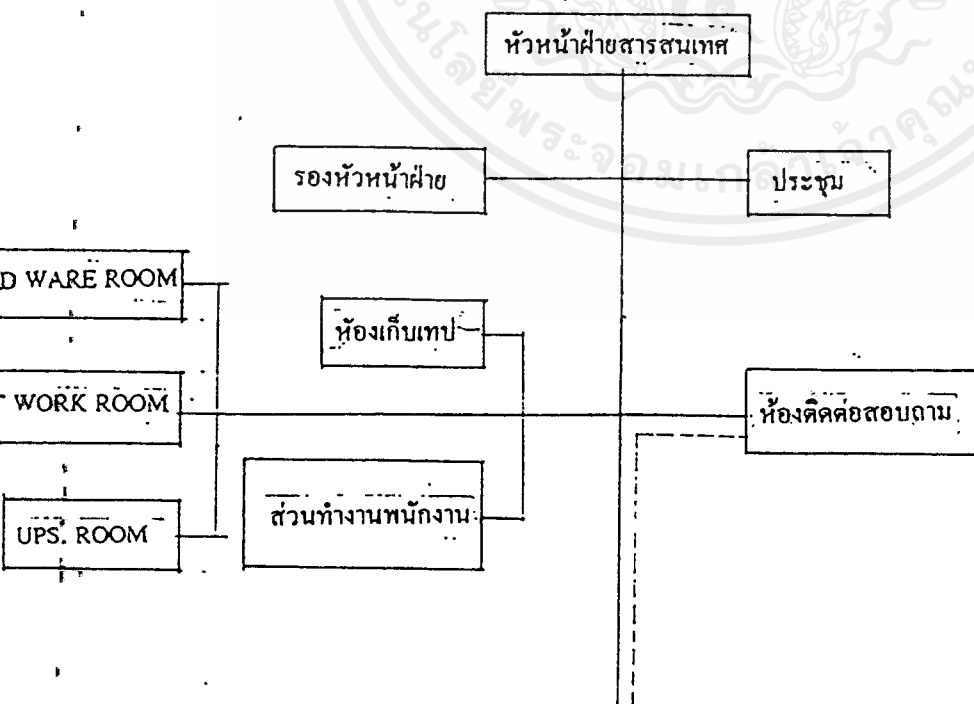 หัวหน้าฝ่ายสารสนเทศ
รองหัวหน้าฝ่าย
ประชุม
D WARE ROOM
ห้องเก็บเทป
WORK ROOM
ห้องติดต่อสอบถาม
ส่วนทำงานพนักงาน
UPS. ROOM